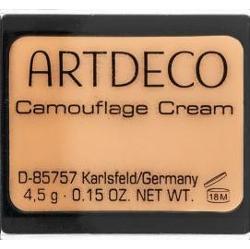 ARTDECO
Camouflage Cream
D-85757 Karlsfeld/Germany
4,5 g · 0.15 OZ. NET WT.
18M